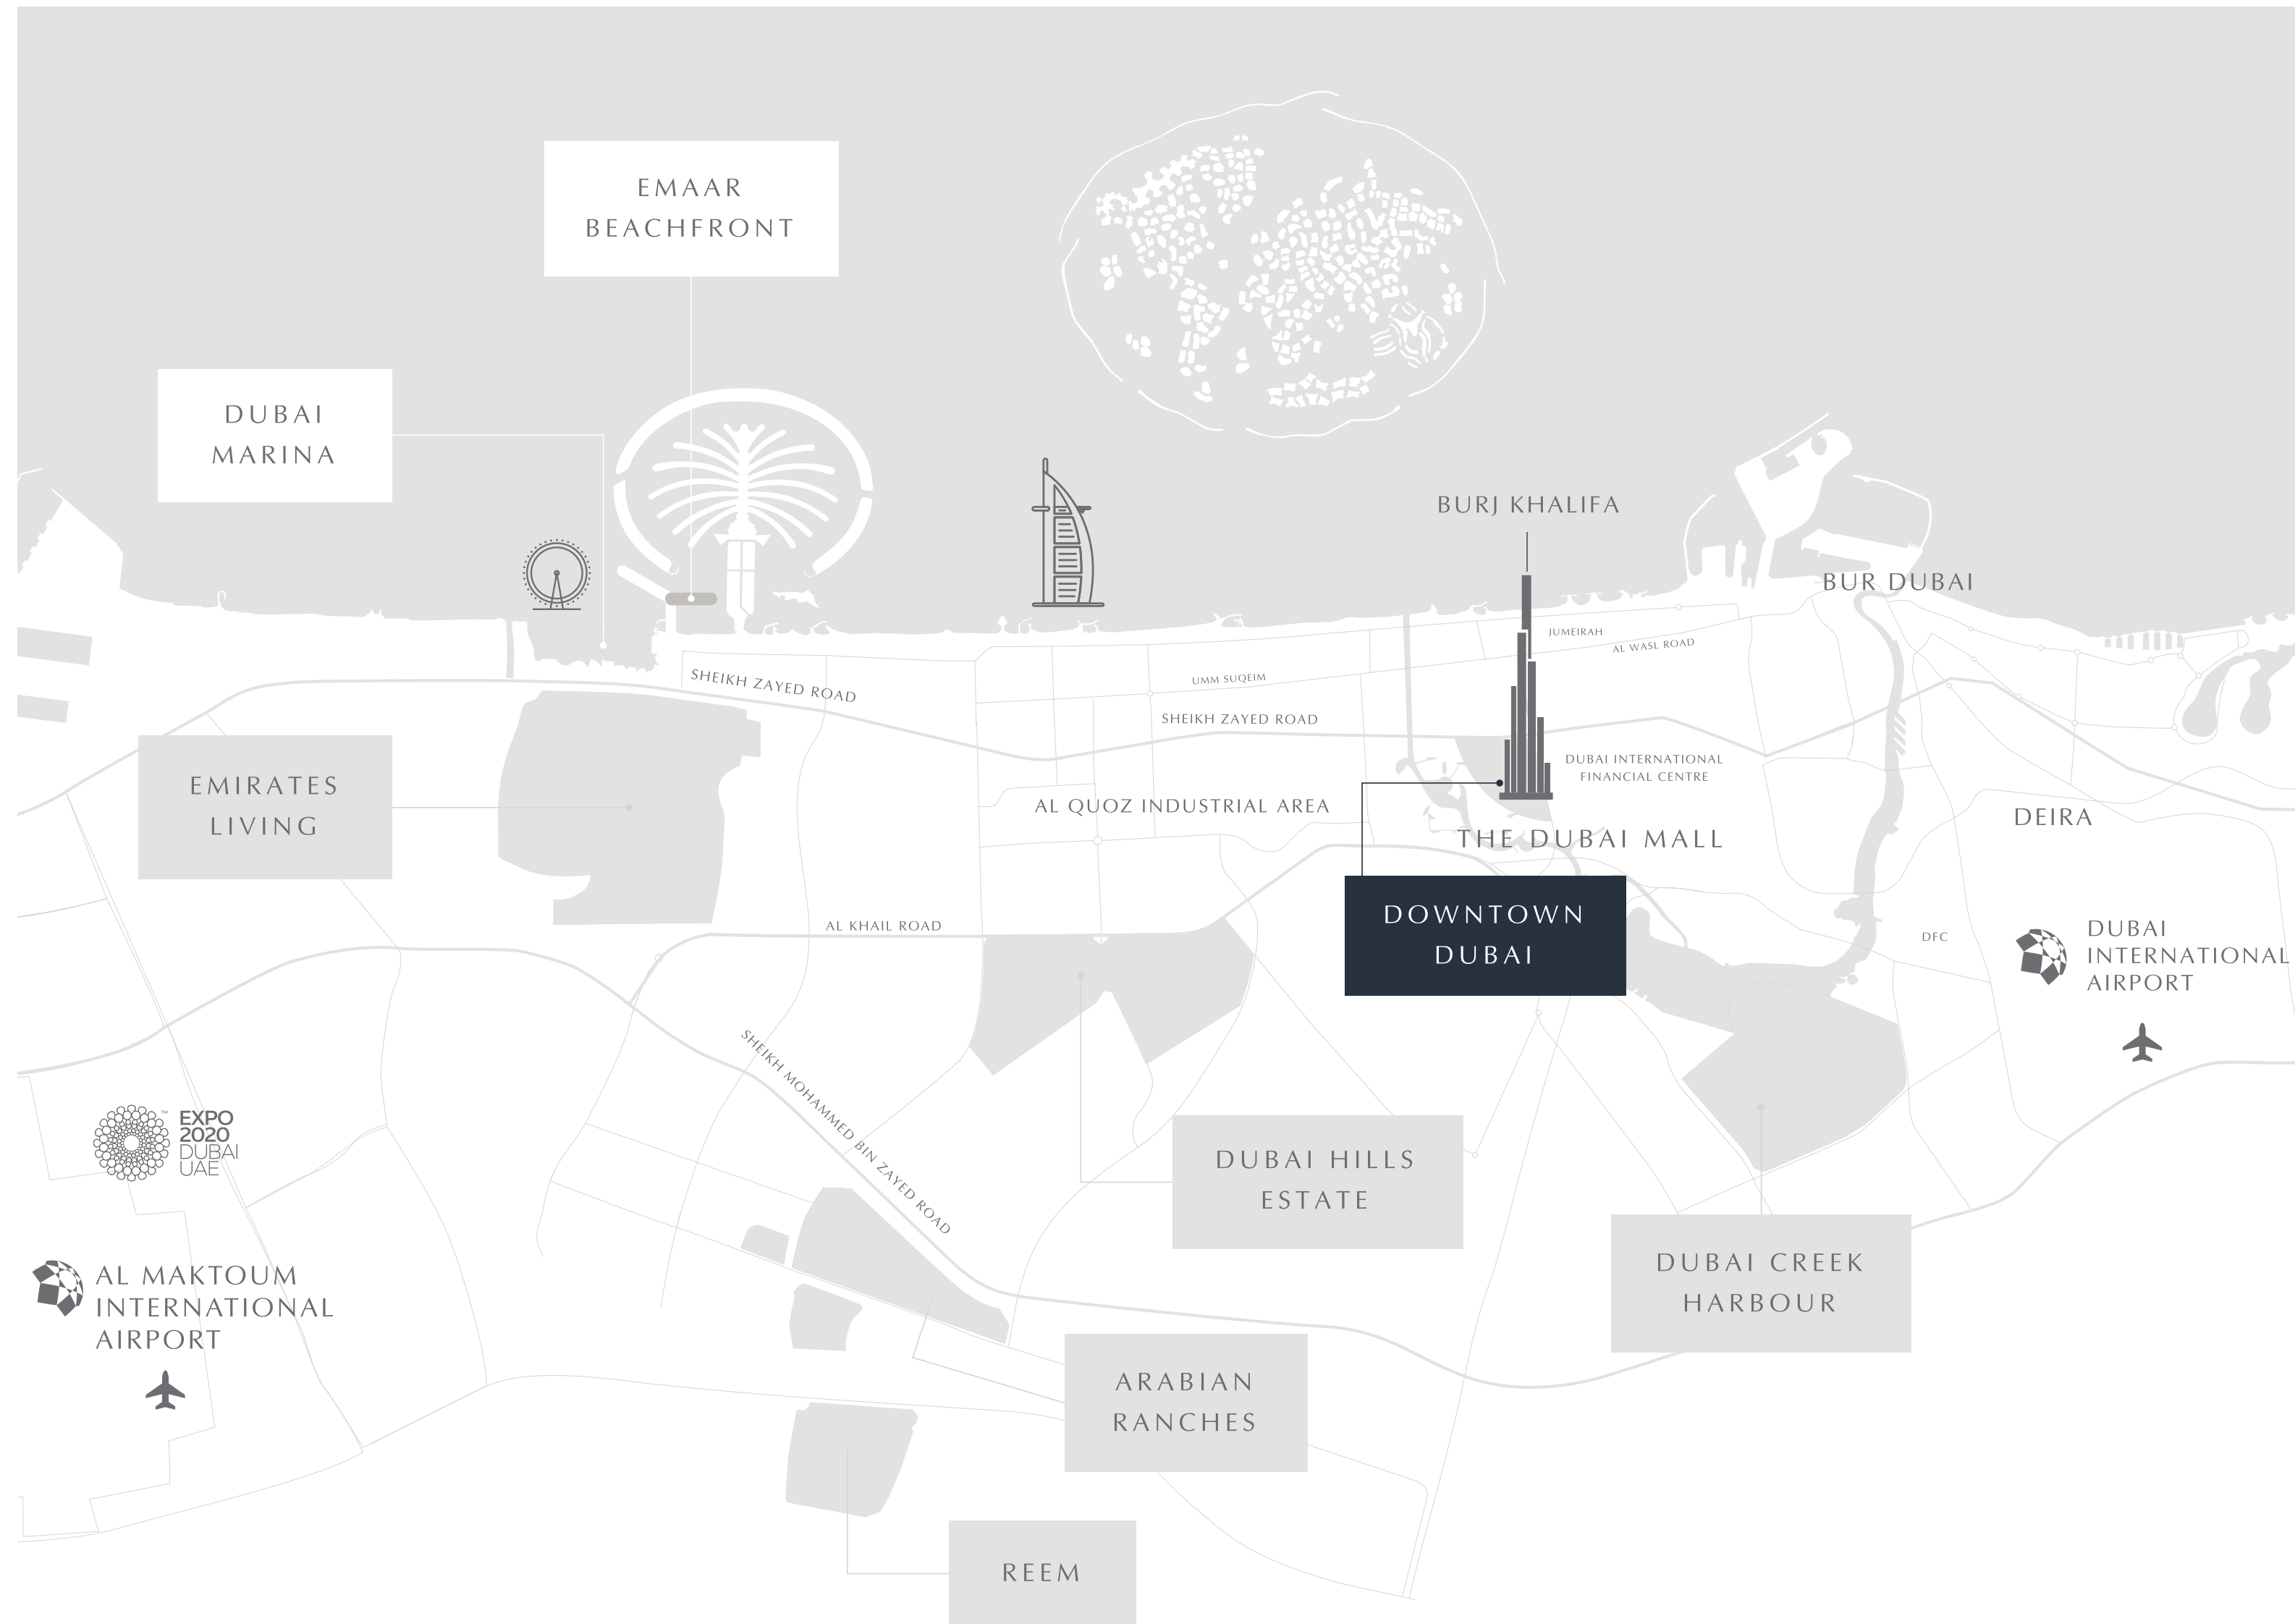 EMAAR
BEACHFRONT
DUBAI
MARINA
BURJ KHALIFA
BUR DUBAI
JUMEIRAH
AL WASL ROAD
SHEIKH ZAYED ROAD
UMM SUQEIM
SHEIKH ZAYED ROAD
DUBAI INTERNATIONAL
FINANCIAL CENTRE
EMIRATES
LIVING
AL QUOZ INDUSTRIAL AREA
DEIRA
THE DUBAI MALL
DOWNTOWN
DUBAI
AL KHAIL ROAD
DFC
DUBAI
INTERNATIONAL
AIRPORT
SHEIKH MOHAMMED BIN ZAYED ROAD
EXPO
2020
DUBAI
UAE
™
DUBAI HILLS
ESTATE
DUBAI CREEK
HARBOUR
AL MAKTOUM
INTERNATIONAL
AIRPORT
ARABIAN
RANCHES
REEM